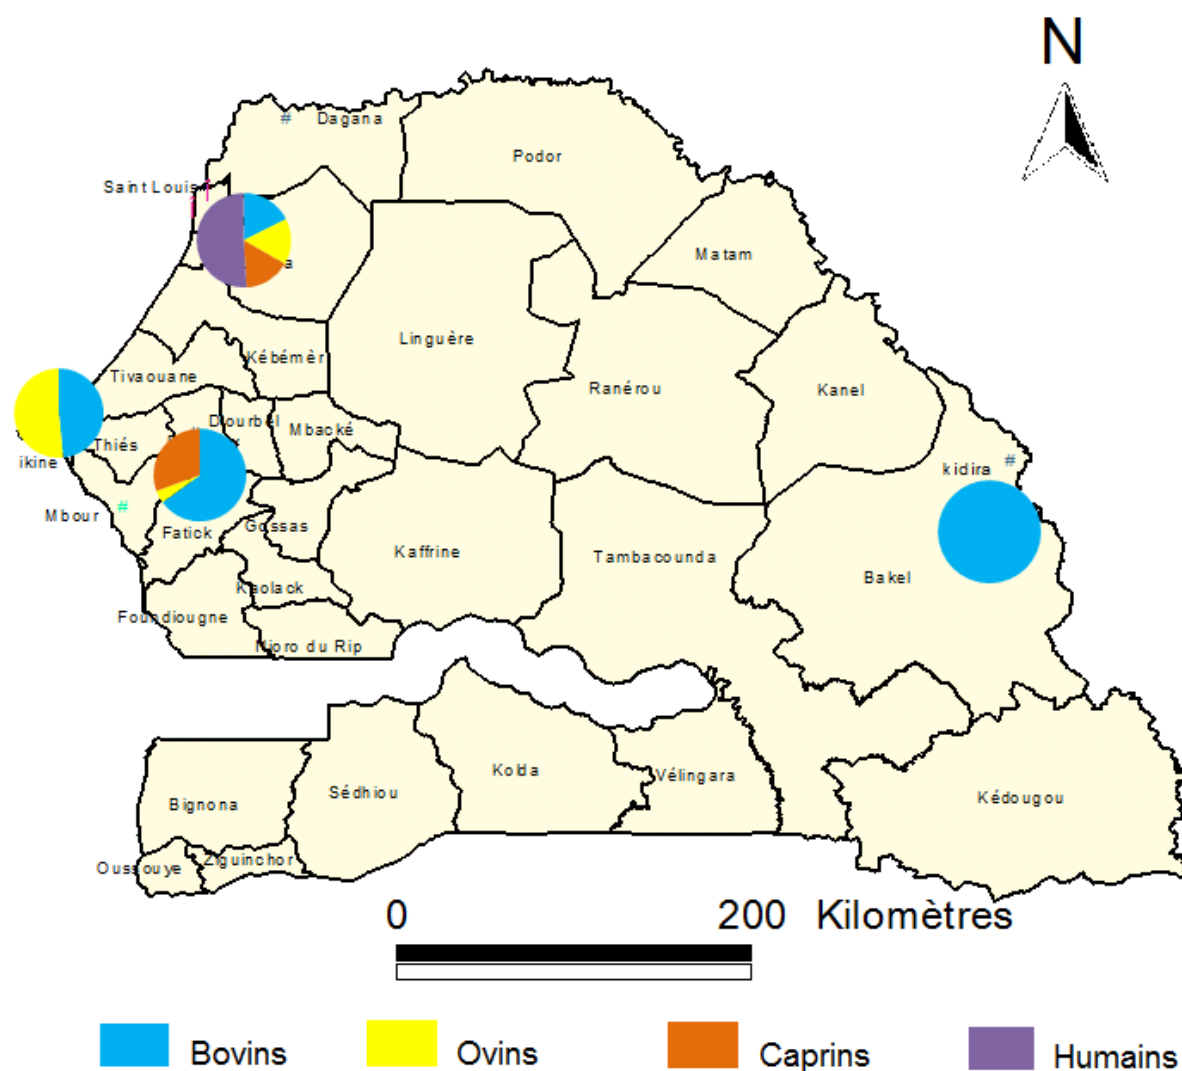 N
# Dagana
Podor
Saint Louis
Matam
a
Linguère
Kébémèr
Tivaouane
Ranérou
Kanel
Diourbel
Mbacké
Thiés
ikine
kidira #
Mbour #
Gossas
Fatick
Kaffrine
Tambacounda
Bakel
Kaolack
Foundiougne
Nioro du Rip
Kolda
Vélingara
Sédhiou
Kédougou
Bignona
Oussouye
Ziguinchor
0 200 Kilomètres
Bovins Ovins Caprins Humains